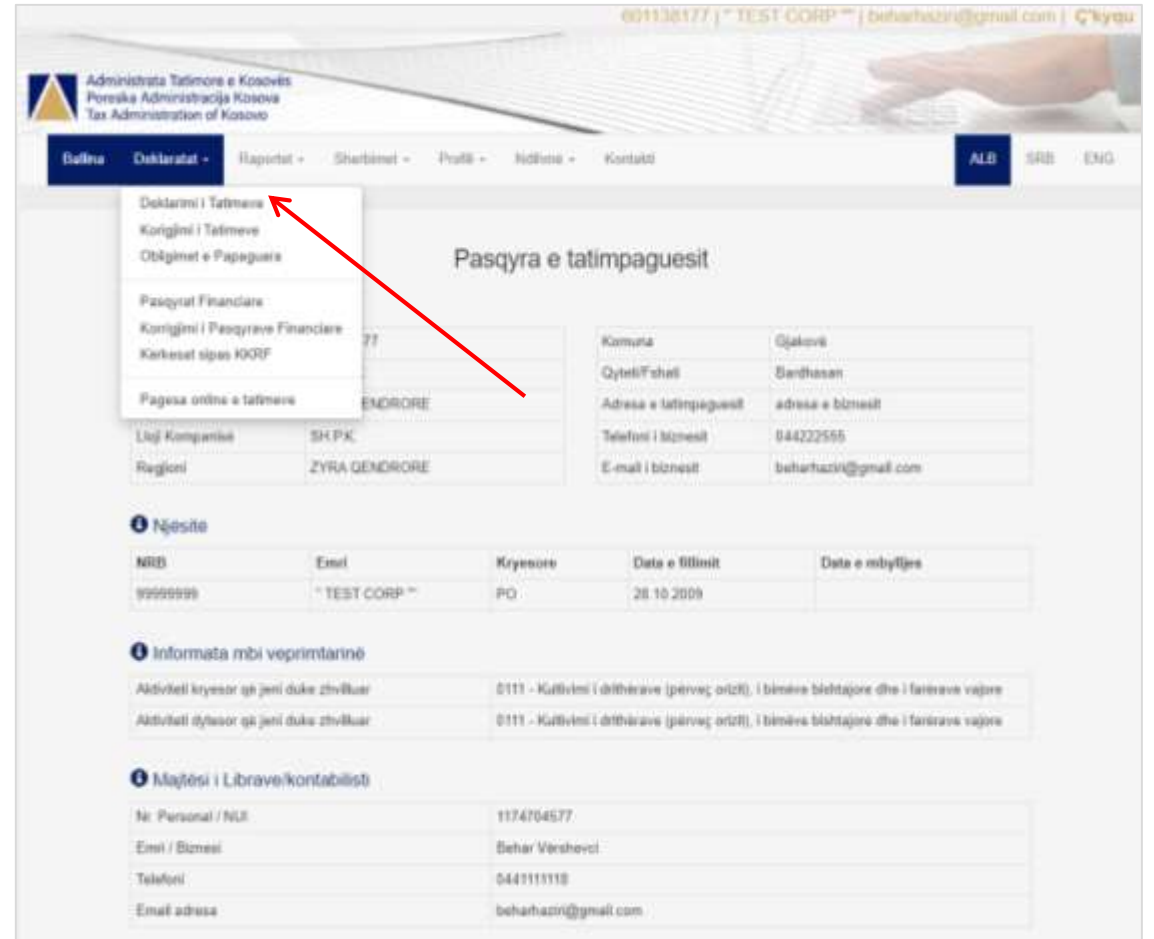 601138177 | " TEST CORP "" | beharhaziri@gmail.com | Ç'kyqu
Administrata Tatimore e Kosovës
Poreska Administracija Kosova
Tax Administration of Kosovo
Ballina Deklaratat Raportet Sherbimet Profili Ndihmë Kontakti ALB SRB ENG
Deklarimi i Tatimeve
Korigjimi i Tatimeve
Obligimet e Papaguara
Pasqyrat Financiare
Korrigjimi i Pasqyrave Financiare
Kerkesat sipas KKRF
Pagesa online e tatimeve
Pasqyra e tatimpaguesit
77 Komuna Gjakovë
Qyteti/Fshati Bardhasan
ENDRORE Adresa e tatimpaguesit adresa e biznesit
Lloji Kompanisë SH.P.K. Telefoni i biznesit 044222555
Regjioni ZYRA QENDRORE E-mail i biznesit beharhaziri@gmail.com
Njësitë
NRB Emri Kryesore Data e fillimit Data e mbylljes
99999999 " TEST CORP "" PO 28.10.2009
Informata mbi veprimtarinë
Aktiviteti kryesor që jeni duke zhvilluar 0111 - Kultivimi i drithërave (përveç orizit), i bimëve bishtajore dhe i farërave vajore
Aktiviteti dytësor që jeni duke zhvilluar 0111 - Kultivimi i drithërave (përveç orizit), i bimëve bishtajore dhe i farërave vajore
Majtësi i Librave/kontabilisti
Nr. Personal / NUI 1174704577
Emri / Biznesi Behar Vërshevci
Telefoni 0441111118
Email adresa beharhaziri@gmail.com